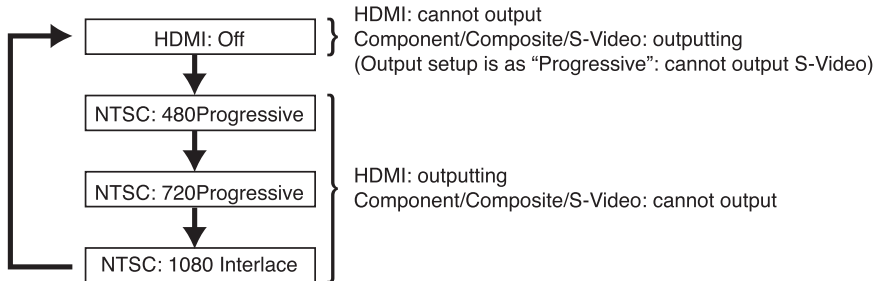 HDMI: Off
HDMI: cannot output
Component/Composite/S-Video: outputting
(Output setup is as “Progressive”: cannot output S-Video)
NTSC: 480Progressive
NTSC: 720Progressive
NTSC: 1080 Interlace
HDMI: outputting
Component/Composite/S-Video: cannot output